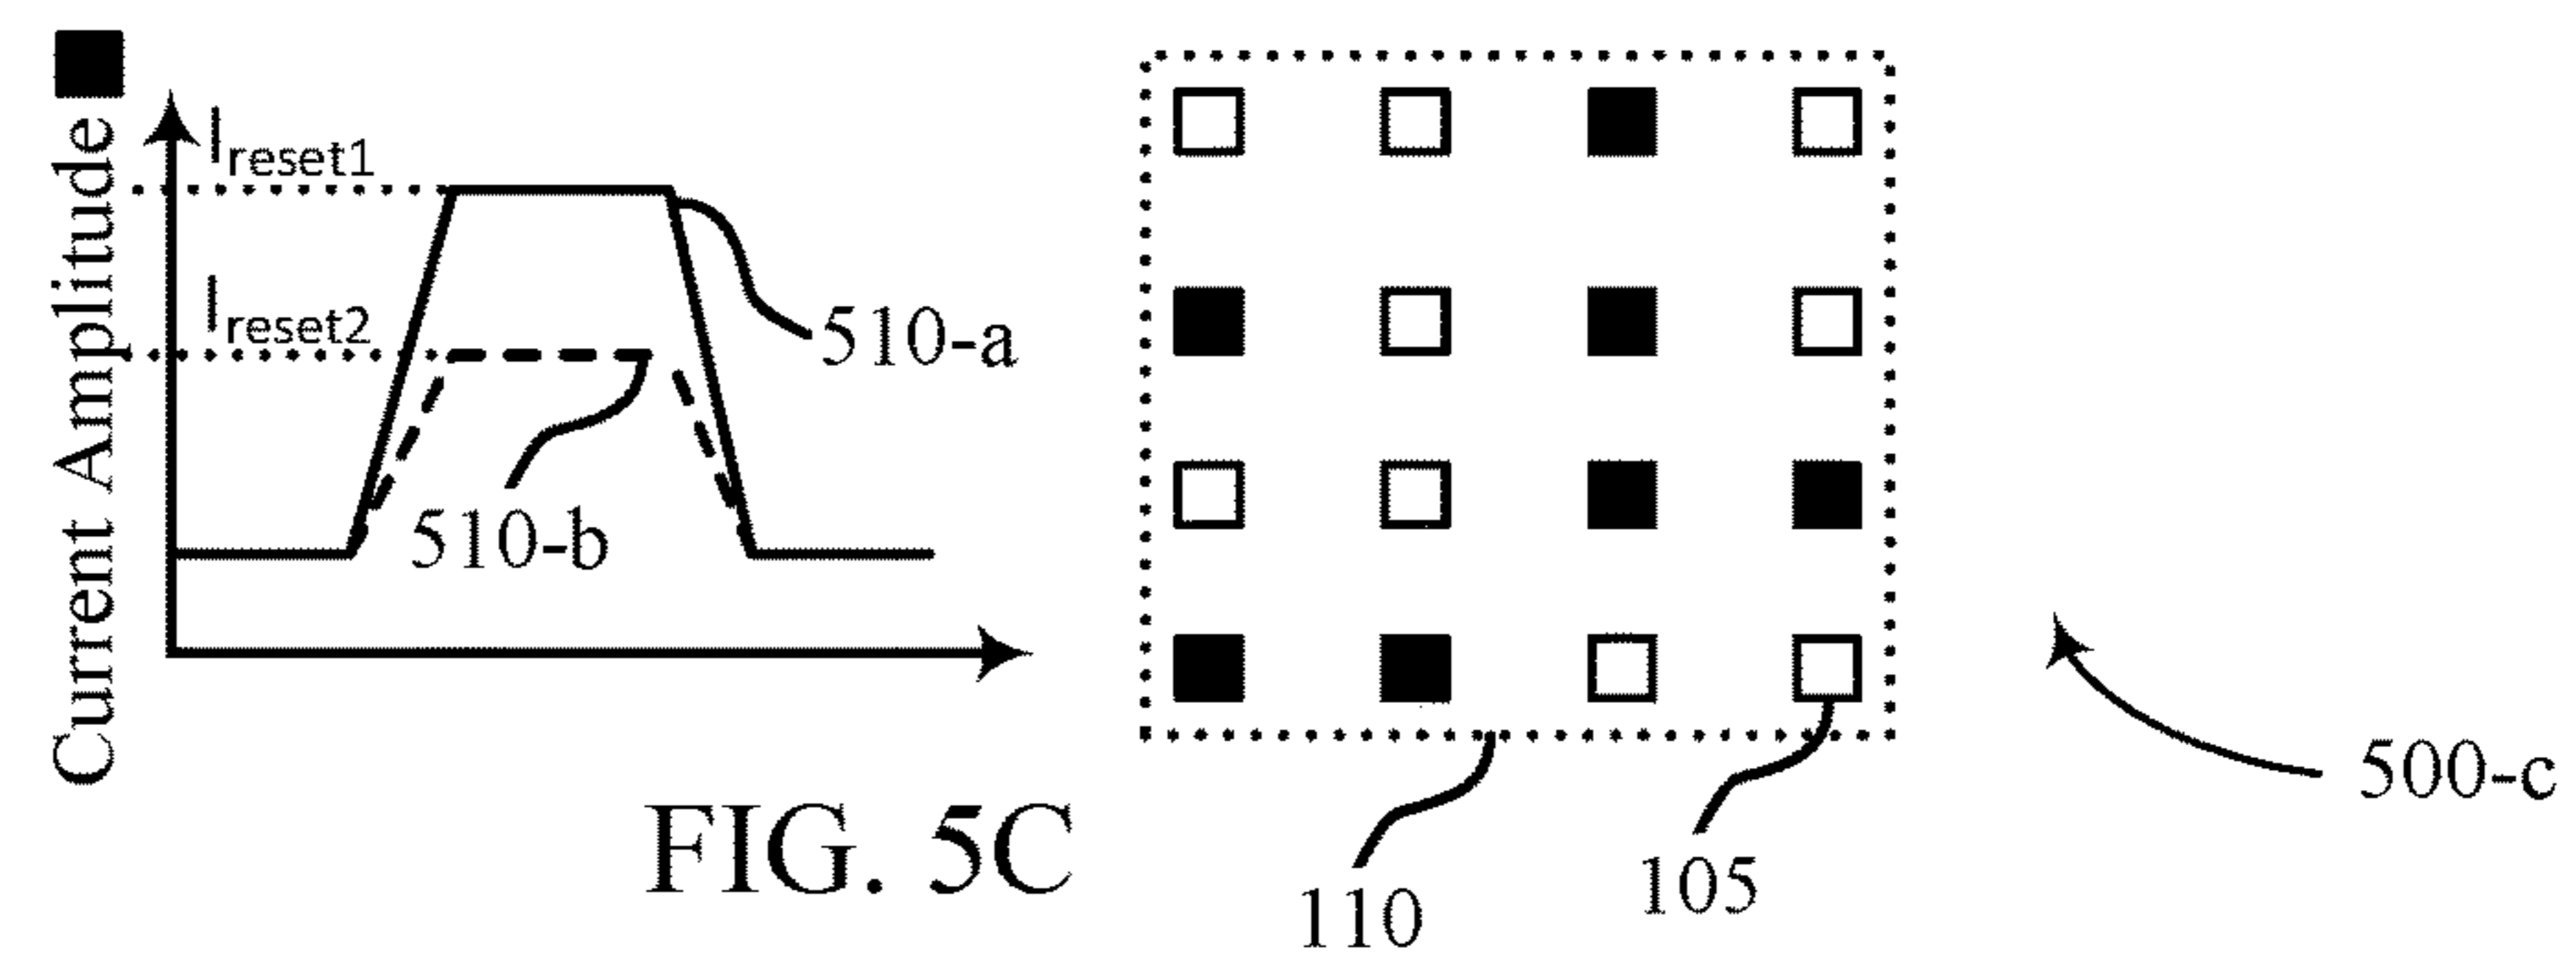 Current Amplitude
Ireset1
Ireset2
510-a
510-b
FIG. 5C
110
105
500-c